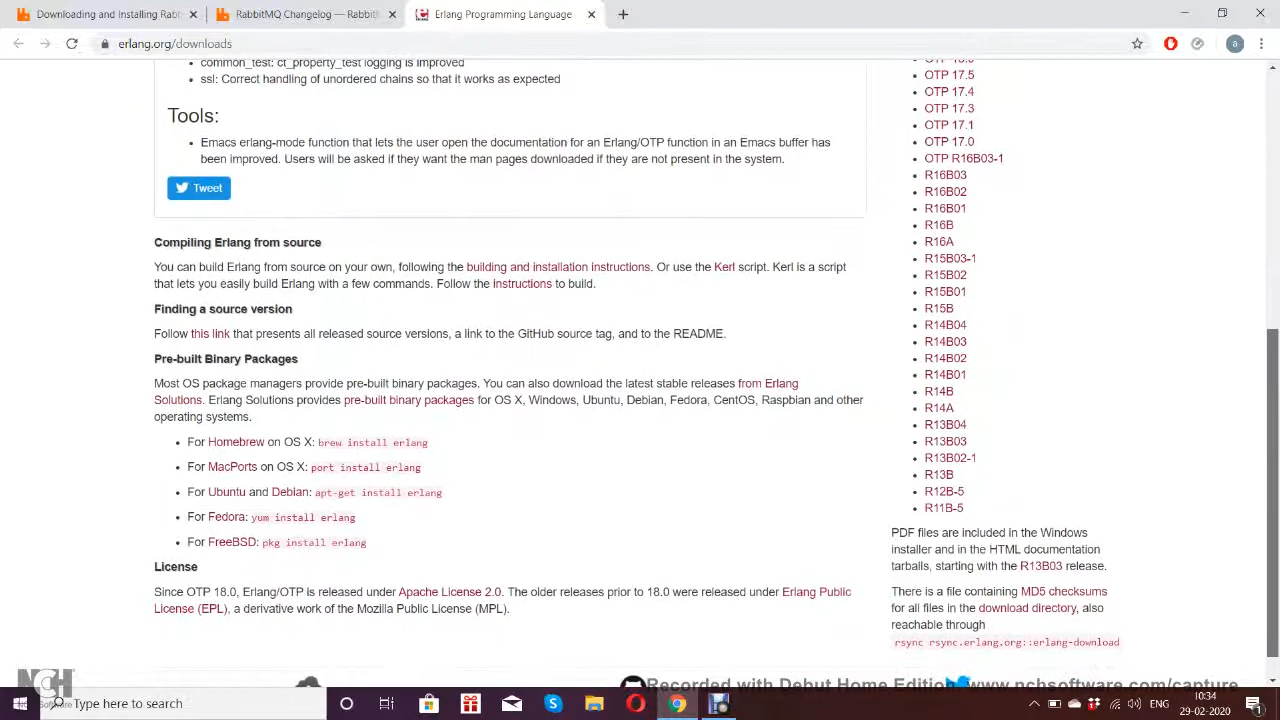 Downloading and Installing Rabl
RabbitMQ - RabbitMQ
Erlang Programming Language
erlang.org/downloads
a
common_test: ct_property_test logging is improved
ssl: Correct handling of unordered chains so that it works as expected
Tools:
Emacs erlang-mode function that lets the user open the documentation for an Erlang/OTP function in an Emacs buffer has
been improved. Users will be asked if they want the man pages downloaded if they are not present in the system.
Tweet
Compiling Erlang from source
You can build Erlang from source on your own, following the building and installation instructions. Or use the Kerl script. Kerl is a script
that lets you easily build Erlang with a few commands. Follow the instructions to build.
Finding a source version
Follow this link that presents all released source versions, a link to the GitHub source tag, and to the README.
Pre-built Binary Packages
Most OS package managers provide pre-built binary packages. You can also download the latest stable releases from Erlang
Solutions. Erlang Solutions provides pre-built binary packages for OS X, Windows, Ubuntu, Debian, Fedora, CentOS, Raspbian and other
operating systems.
For Homebrew on OS X: brew install erlang
For MacPorts on OS X: port install erlang
For Ubuntu and Debian: apt-get install erlang
For Fedora: yum install erlang
For FreeBSD: pkg install erlang
License
Since OTP 18.0, Erlang/OTP is released under Apache License 2.0. The older releases prior to 18.0 were released under Erlang Public
License (EPL), a derivative work of the Mozilla Public License (MPL).
OTP 17.5
OTP 17.4
OTP 17.3
OTP 17.1
OTP 17.0
OTP R16B03-1
R16B03
R16B02
R16B01
R16B
R16A
R15B03-1
R15B02
R15B01
R15B
R14B04
R14B03
R14B02
R14B01
R14B
R14A
R13B04
R13B03
R13B02-1
R13B
R12B-5
R11B-5
PDF files are included in the Windows
installer and in the HTML documentation
tarballs, starting with the R13B03 release.
There is a file containing MD5 checksums
for all files in the download directory, also
reachable through
rsync rsync.erlang.org::erlang-download
NCH
Software
Recorded with Debut Home Edition www.nchsoftware.com/capture
Type here to search
ENG
10:34
29-02-2020
1